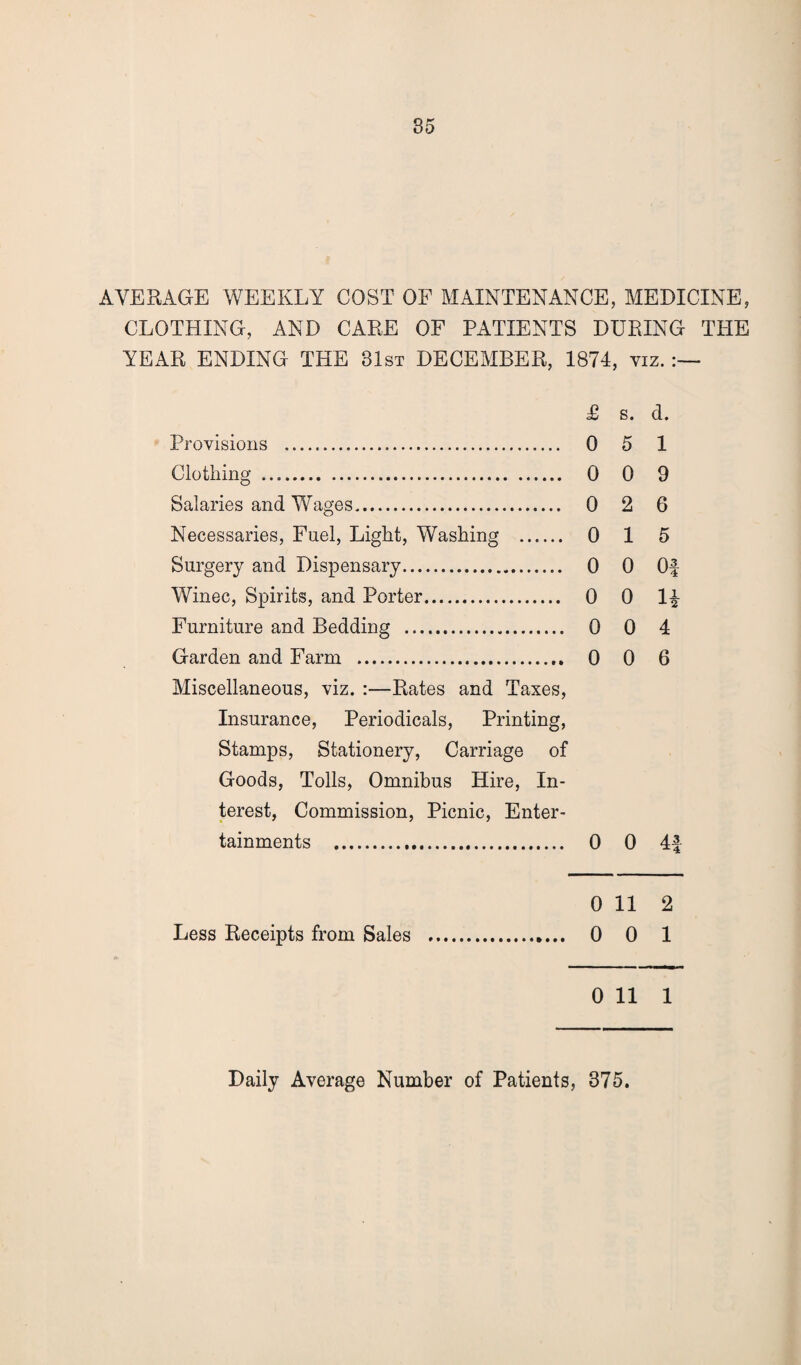 35
AVERAGE WEEKLY COST OF MAINTENANCE, MEDICINE,
CLOTHING, AND CARE OF PATIENTS DURING THE
YEAR ENDING THE 31st DECEMBER, 1874, viz. :—
£ s. d.
Provisions .......... 0 5 1
Clothing .......... 0 0 9
Salaries and Wages.......... 0 2 6
Necessaries, Fuel, Light, Washing ...... 0 1 5
Surgery and Dispensary.......... 0 0 0¾
Winec, Spirits, and Porter.......... 0 0 1½
Furniture and Bedding .......... 0 0 4
Garden and Farm .......... 0 0 6
Miscellaneous, viz. :—Rates and Taxes,
Insurance, Periodicals, Printing,
Stamps, Stationery, Carriage of
Goods, Tolls, Omnibus Hire, In-
terest, Commission, Picnic, Enter-
tainments .......... 0 0 4¾
0 11 2
Less Receipts from Sales .......... 0 0 1
0 11 1
Daily Average Number of Patients, 375.